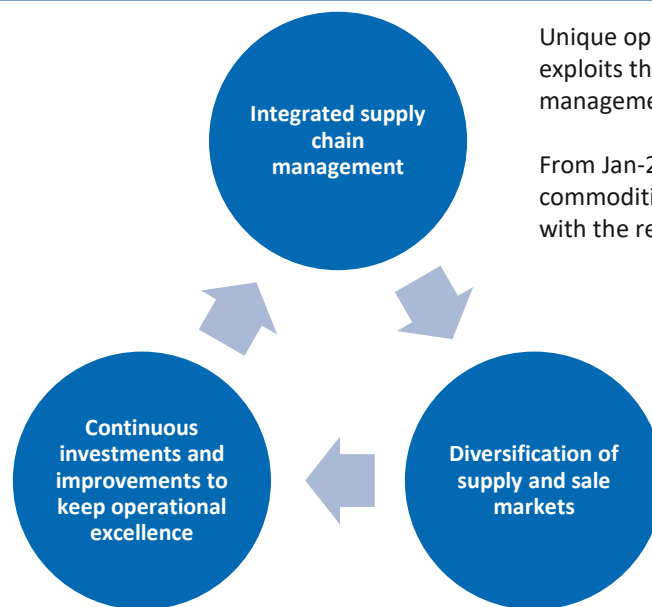 Unique op
exploits th
manageme
From Jan-2
commoditi
with the re
Integrated supply
chain
management
Diversification of
supply and sale
markets
Continuous
investments and
improvements to
keep operational
excellence